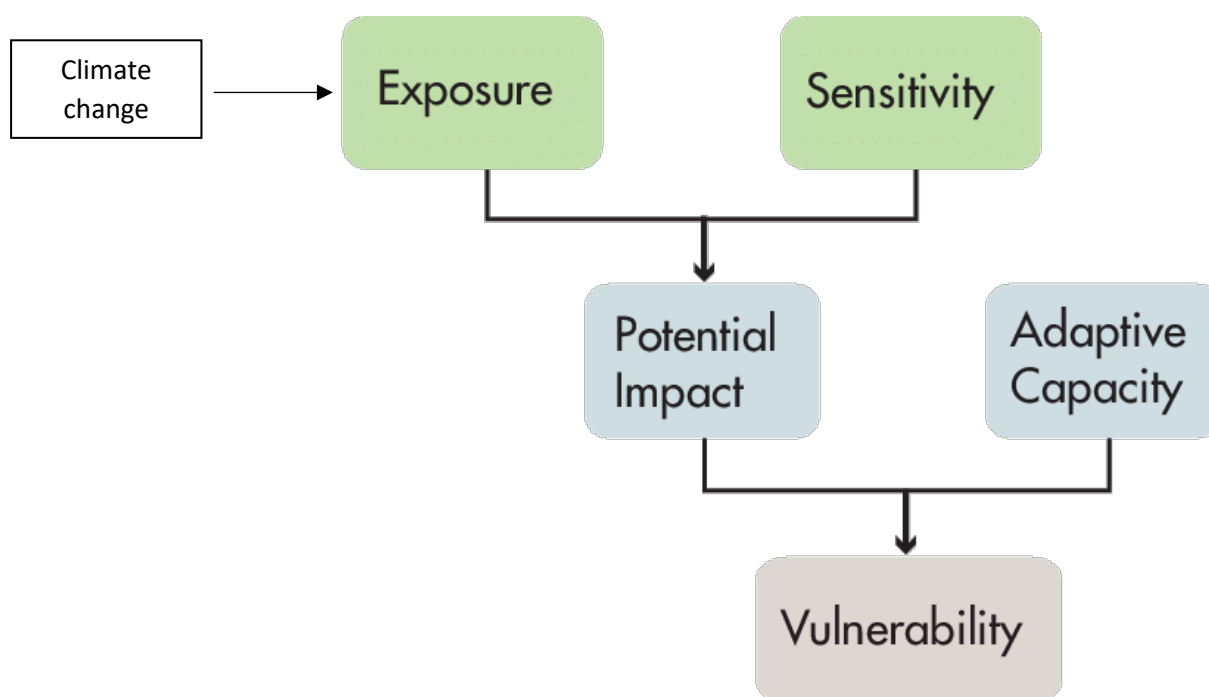 Climate
change
Exposure
Sensitivity
Potential
Impact
Adaptive
Capacity
Vulnerability